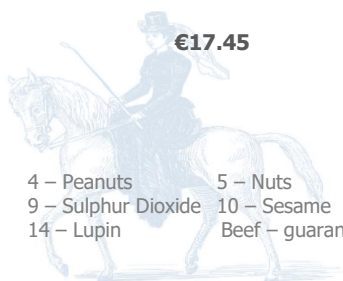 €17.45
4 – Peanuts 5 – Nuts
9 – Sulphur Dioxide 10 – Sesame
14 – Lupin Beef – guaran